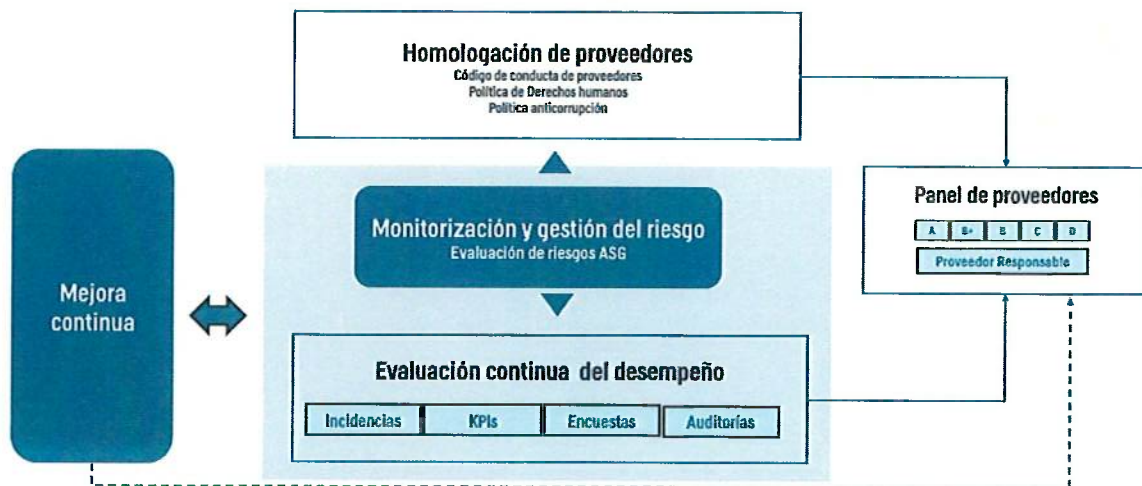 Homologación de proveedores
Código de conducta de proveedores
Política de Derechos humanos
Política anticorrupción
Mejora
continua
Monitorización y gestión del riesgo
Evaluación de riesgos ASG
Evaluación continua del desempeño
Incidencias
KPIs
Encuestas
Auditorías
Panel de proveedores
A
B+
B
C
D
Proveedor Responsable